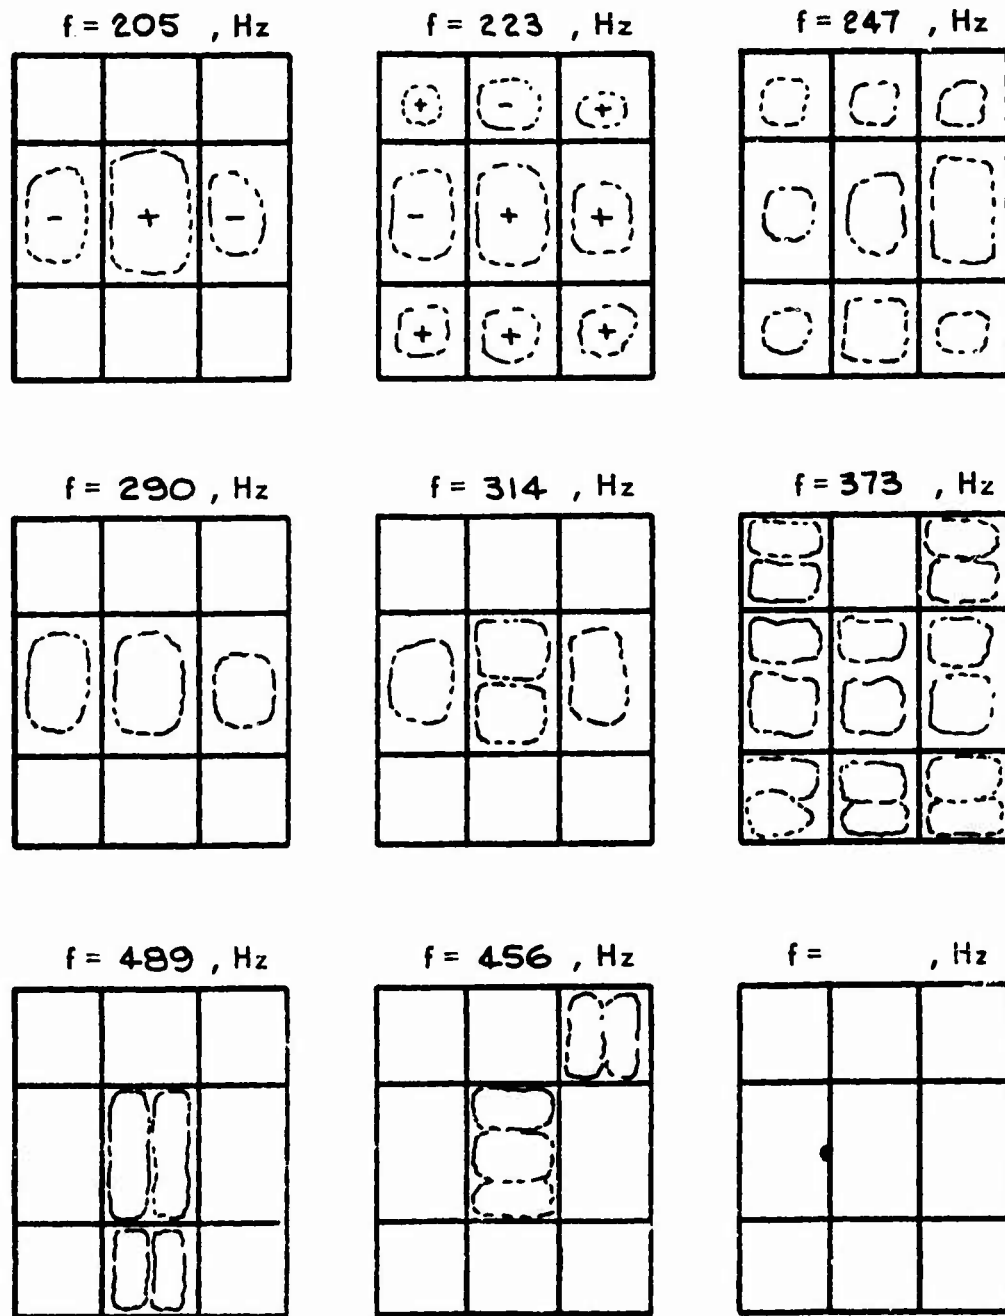 f = 205 , Hz
f = 223 , Hz
f = 247 , Hz
-
+
-
+
-
+
-
+
+
+
+
+
f = 290 , Hz
f = 314 , Hz
f = 373 , Hz
f = 489 , Hz
f = 456 , Hz
f = , Hz